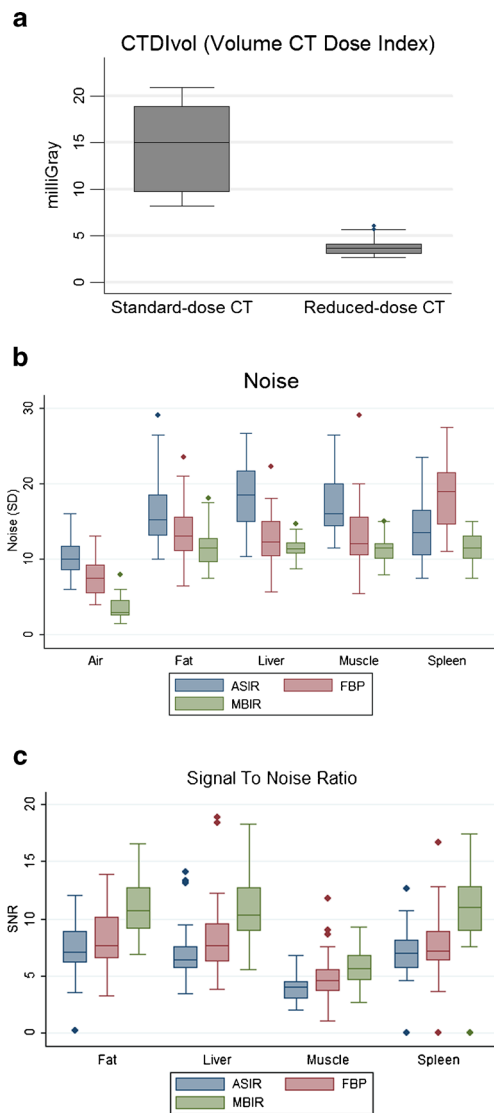 a
CTDIvol (Volume CT Dose Index)
20
15
10
5
0
milliGray
Standard-dose CT
Reduced-dose CT
b
Noise
30
20
10
0
Noise (SD)
Air Fat Liver Muscle Spleen
ASIR FBP
MBIR
c
Signal To Noise Ratio
20
15
10
5
0
SNR
Fat Liver Muscle Spleen
ASIR FBP
MBIR